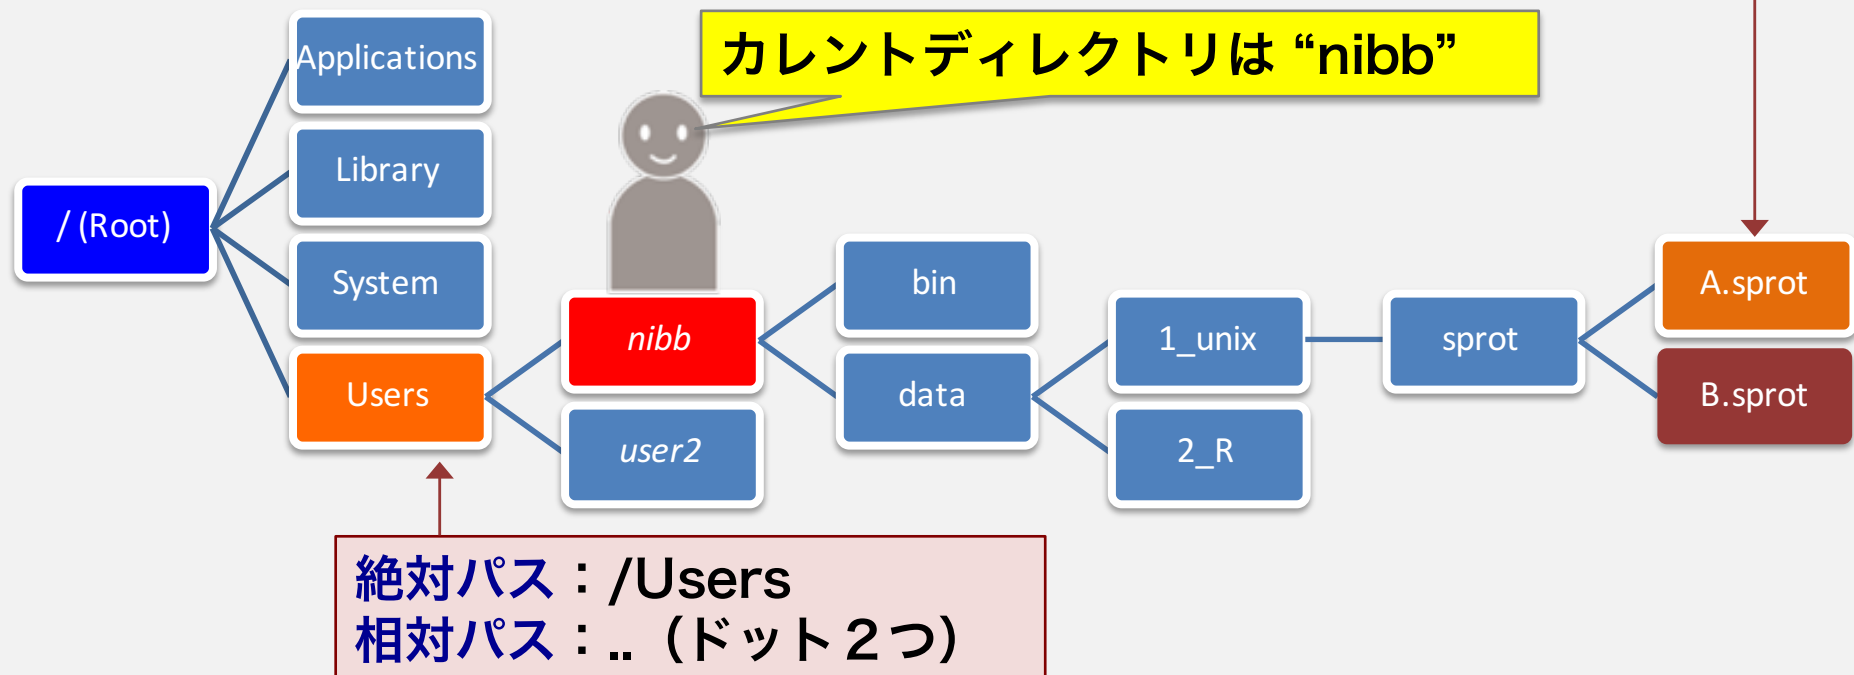 カレントディレクトリは “nibb”
Applications
Library
/ (Root)
System
Users
nibb
user2
bin
data
1_unix
2_R
sprot
A.sprot
B.sprot
絶対パス：/Users
相対パス：..（ドット２つ）